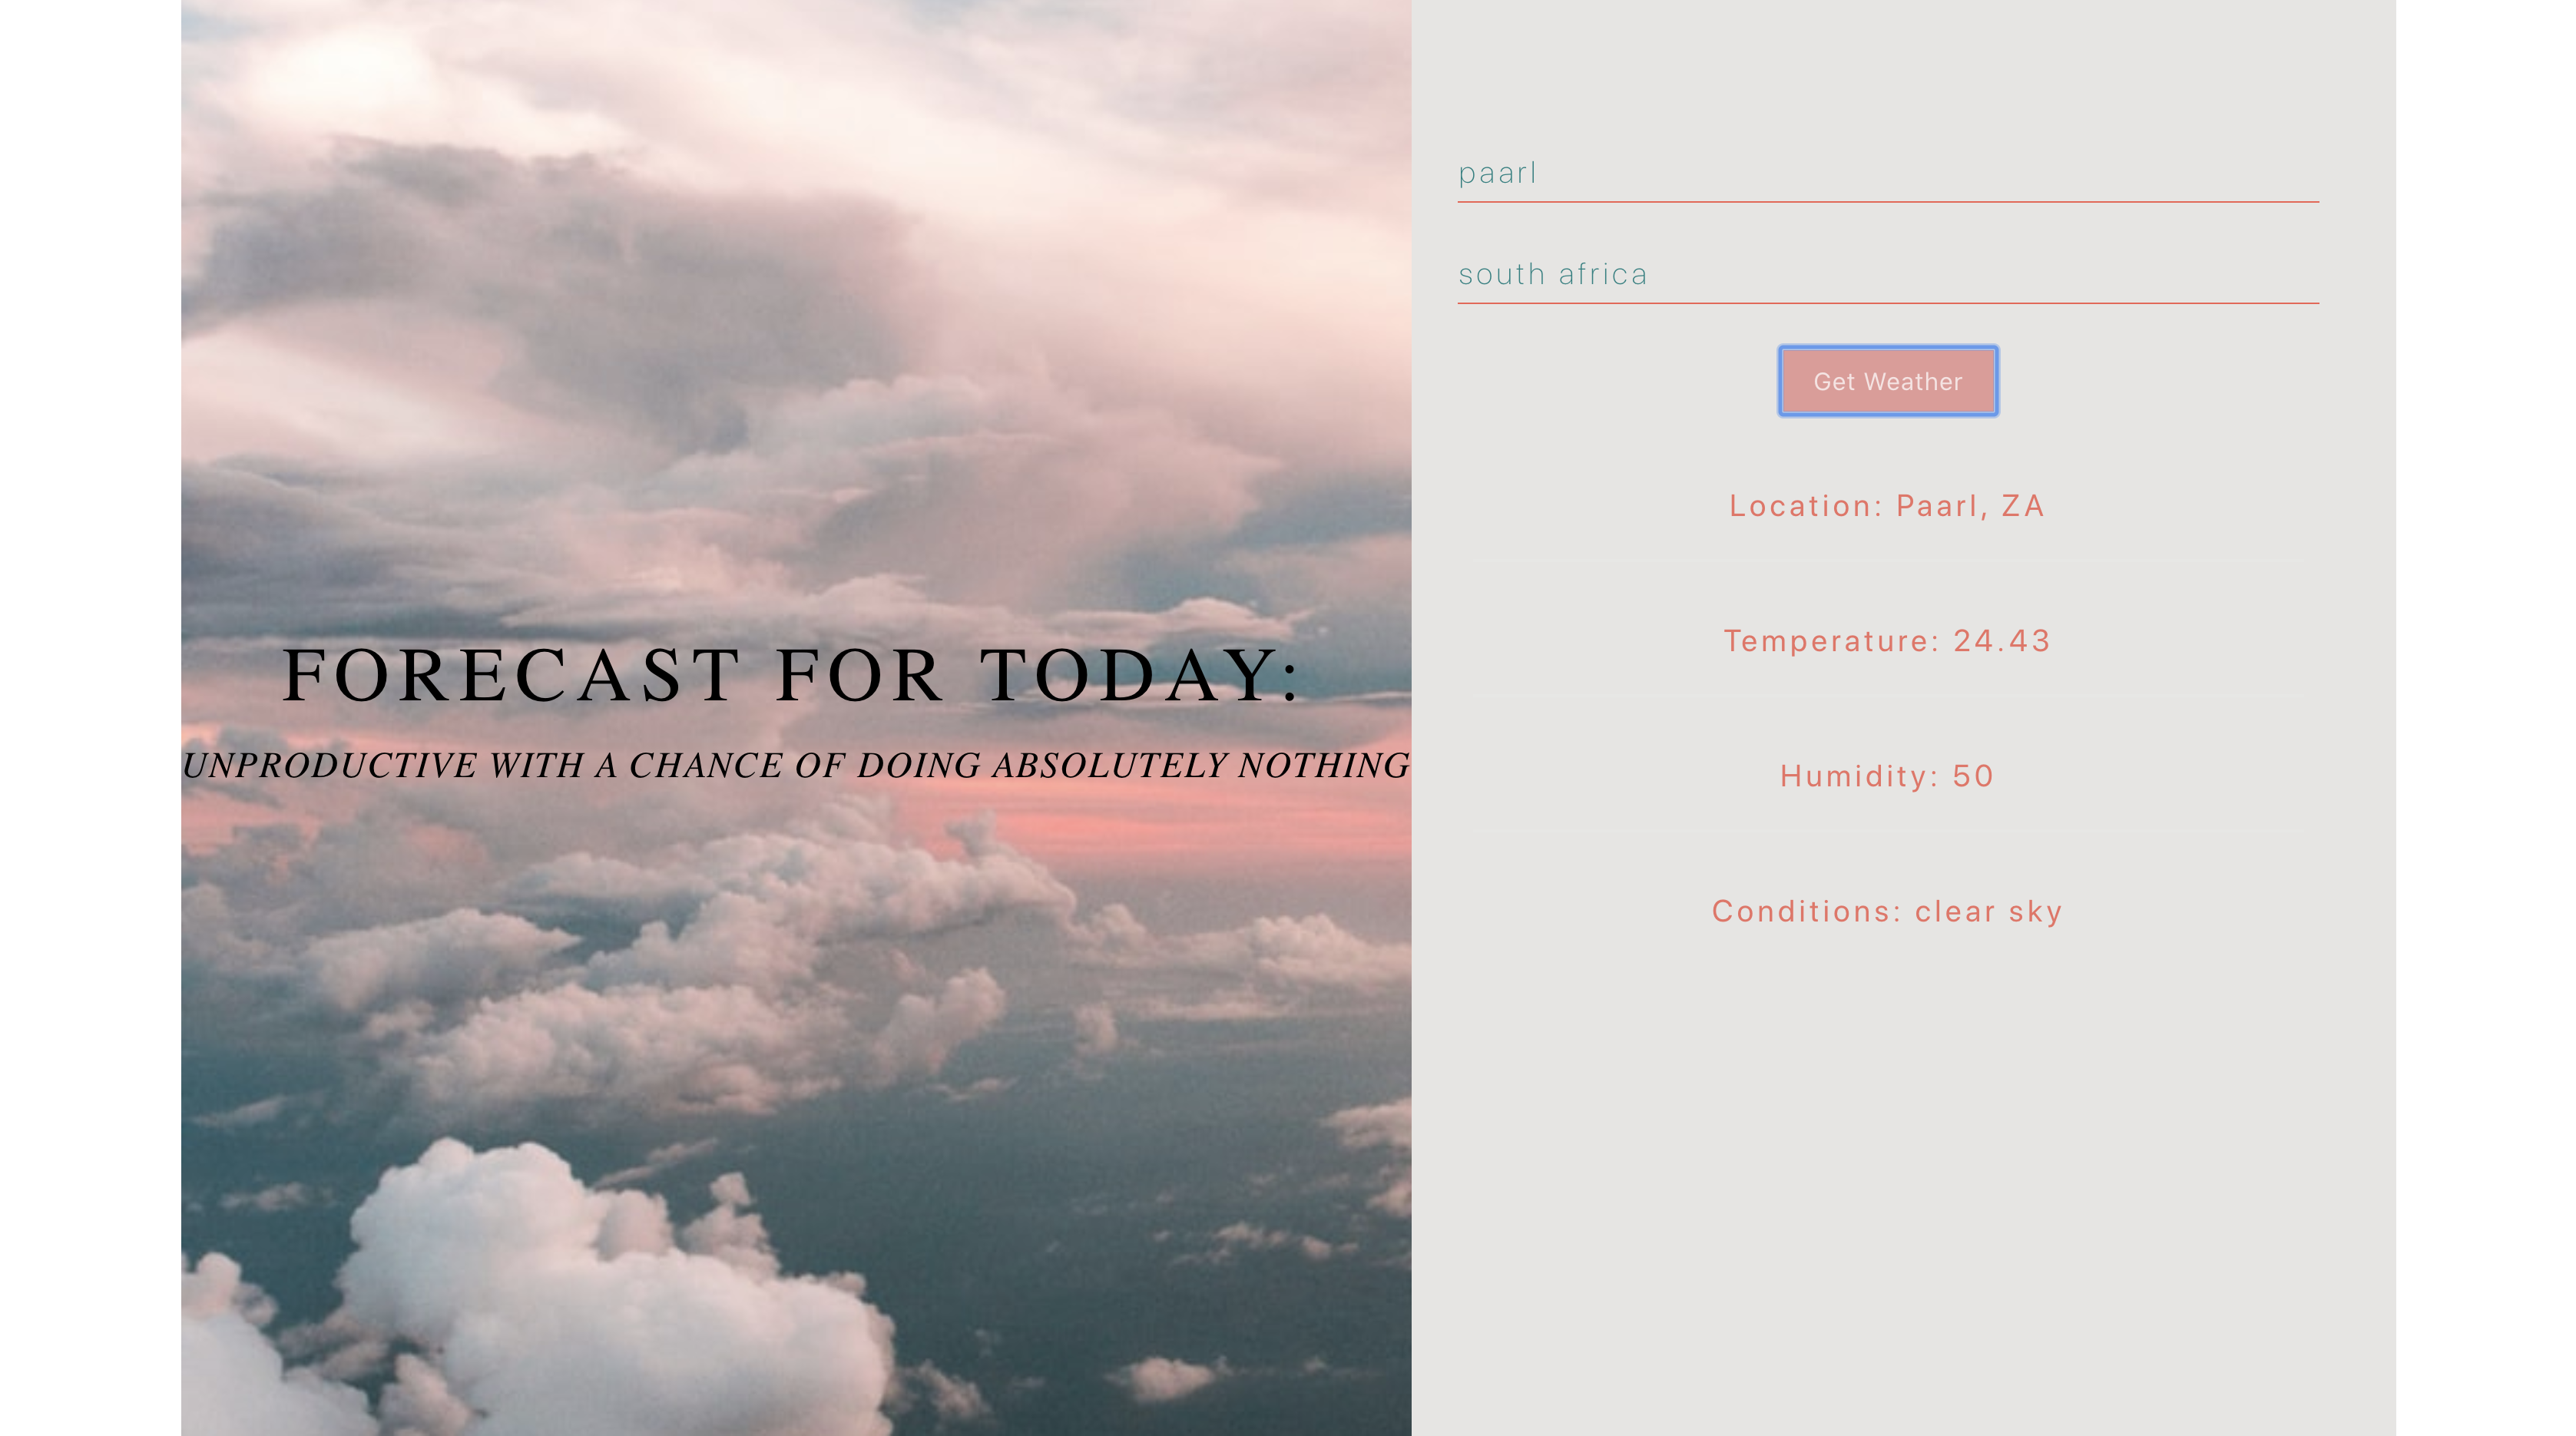 FORECAST FOR TODAY:
UNPRODUCTIVE WITH A CHANCE OF DOING ABSOLUTELY NOTHING
paarl
south africa
Get Weather
Location: Paarl, ZA
Temperature: 24.43
Humidity: 50
Conditions: clear sky